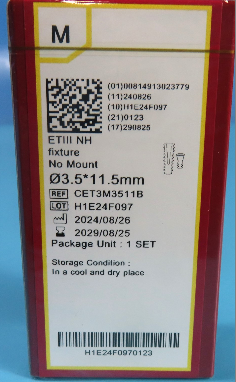 M
(01)08814913023779
(11)240826
(10)H1E24F097
(21)0123
(17)290825
ETIII NH
fixture
No Mount
Ø3.5*11.5mm
REF CET3M3511B
LOT H1E24F097
2024/08/26
2029/08/25
Package Unit : 1 SET
Storage Condition :
In a cool and dry place
H1E24F0970123